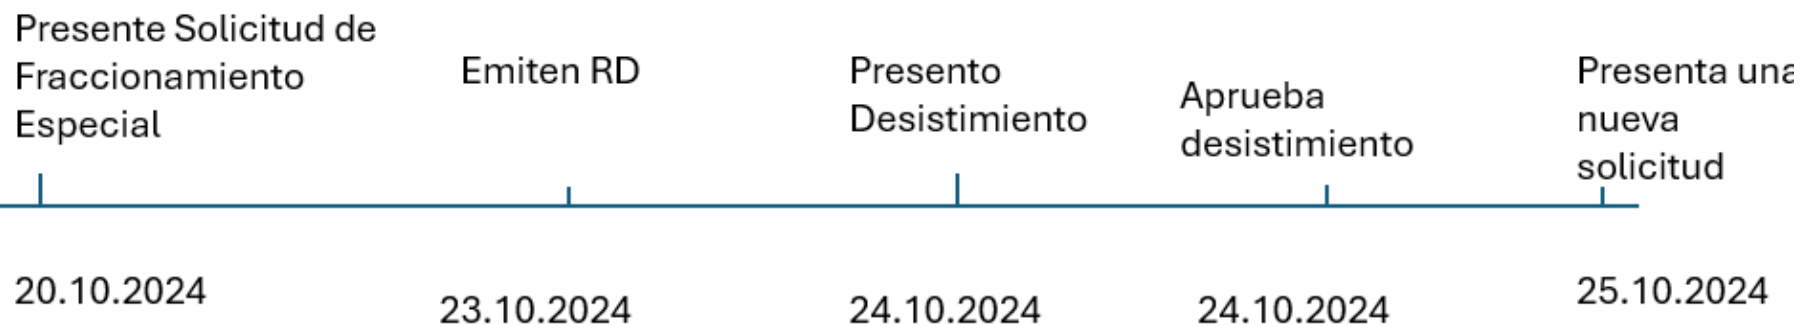 Presente Solicitud de
Fraccionamiento
Especial
Emiten RD
Presento
Desistimiento
Aprueba
desistimiento
Presenta una
nueva
solicitud
20.10.2024
23.10.2024
24.10.2024
24.10.2024
25.10.2024